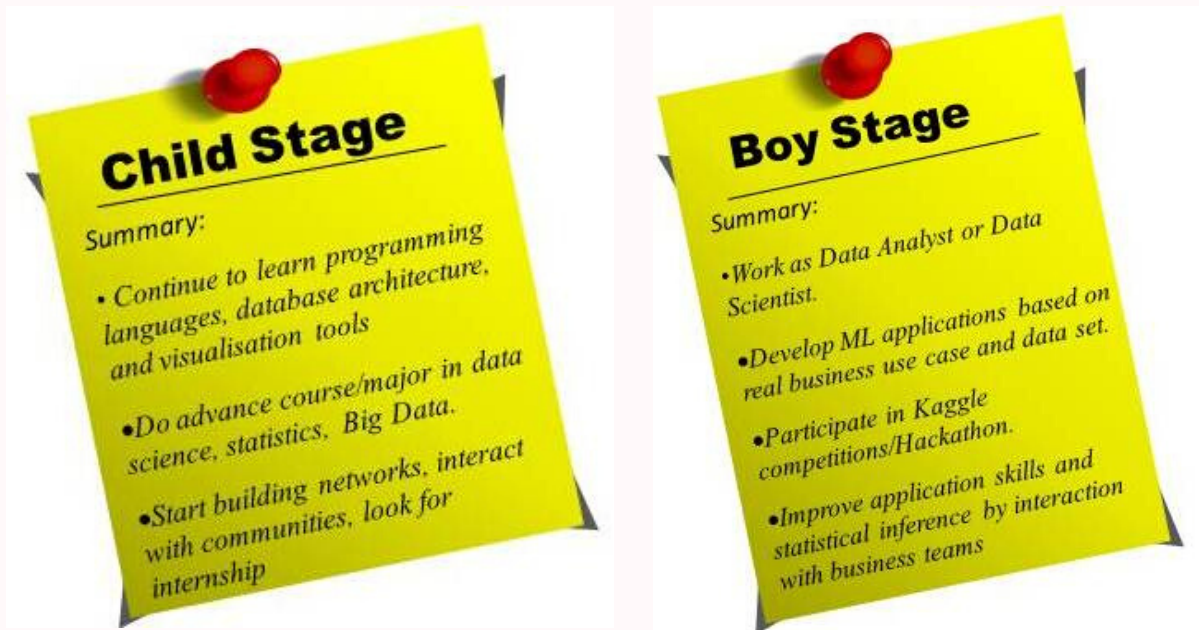 Child Stage
Summary:
• Continue to learn programming
languages, database architecture,
and visualisation tools
•Do advance course/major in data
science, statistics, Big Data.
•Start building networks, interact
with communities, look for
internship
Boy Stage
Summary:
•Work as Data Analyst or Data
Scientist.
•Develop ML applications based on
real business use case and data set.
•Participate in Kaggle
competitions/Hackathon.
•Improve application skills and
statistical inference by interaction
with business teams